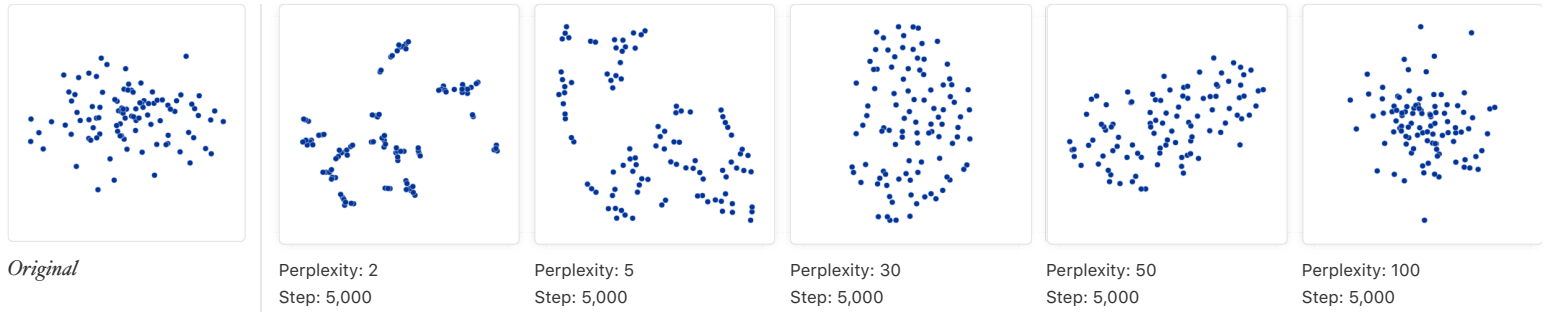 Original
Perplexity: 2
Step: 5,000
Perplexity: 5
Step: 5,000
Perplexity: 30
Step: 5,000
Perplexity: 50
Step: 5,000
Perplexity: 100
Step: 5,000